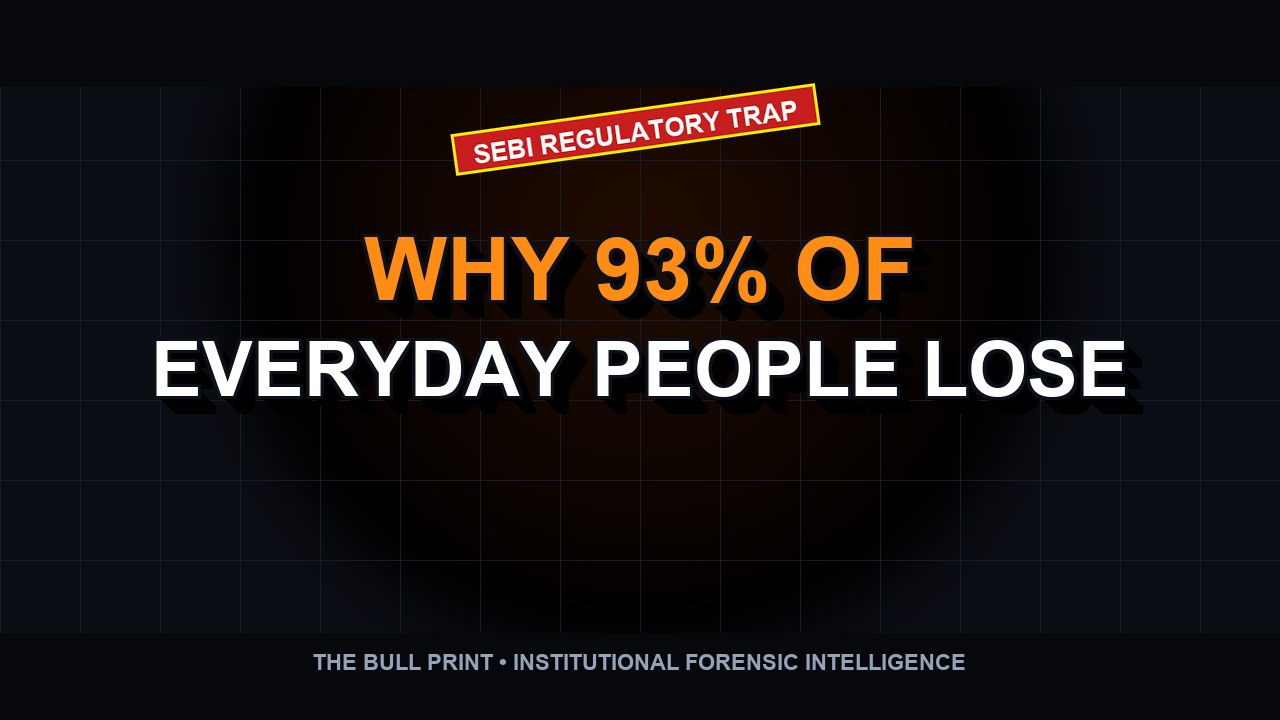 SEBI REGULATORY TRAP
WHY 93% OF
EVERYDAY PEOPLE LOSE
THE BULL PRINT • INSTITUTIONAL FORENSIC INTELLIGENCE